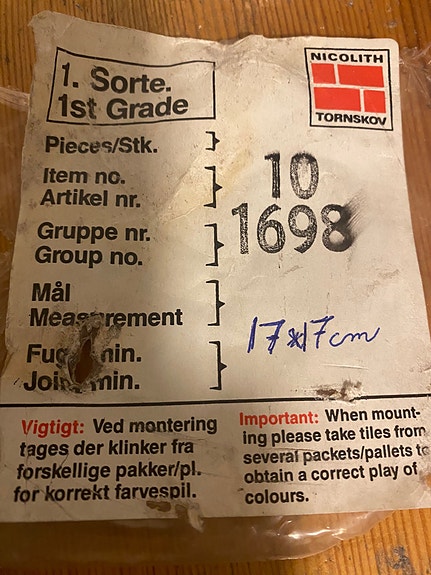 NICOLITH
TORNSKOV
1. Sorte.
1st Grade
Pieces/Stk.
10
Item no.
Artikel nr.
1698
Gruppe nr.
Group no.
Mål
Measurement
17x17cm
min.
min.
Vigtigt: Ved montering
tages der klinker fra
forskellige pakker/pl.
for korrekt farvespil.
Important: When mount-
ing please take tiles from
several packets/pallets to
obtain a correct play of
colours.